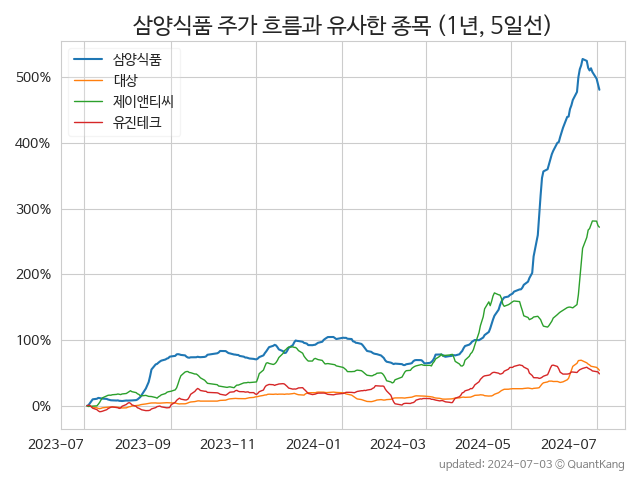 삼양식품 주가 흐름과 유사한 종목 (1년, 5일선)
삼양식품
대상
제이앤티씨
유진테크
500%
400%
300%
200%
100%
0%
2023-07 2023-09 2023-11 2024-01 2024-03 2024-05 2024-07
updated: 2024-07-03 © QuantKang